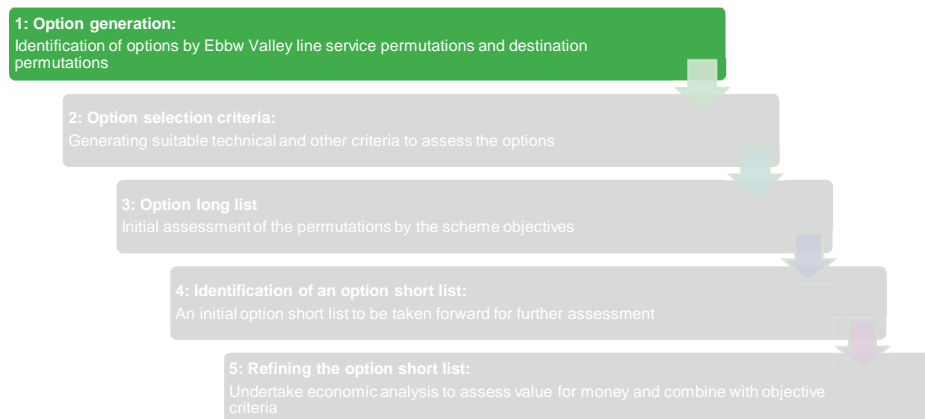 1: Option generation:
Identification of options by Ebbw Valley line service permutations and destination
permutations
2: Option selection criteria:
Generating suitable technical and other criteria to assess the options
3: Option long list
Initial assessment of the permutations by the scheme objectives
4: Identification of an option short list:
An initial option short list to be taken forward for further assessment
5: Refining the option short list:
Undertake economic analysis to assess value for money and combine with objective
criteria